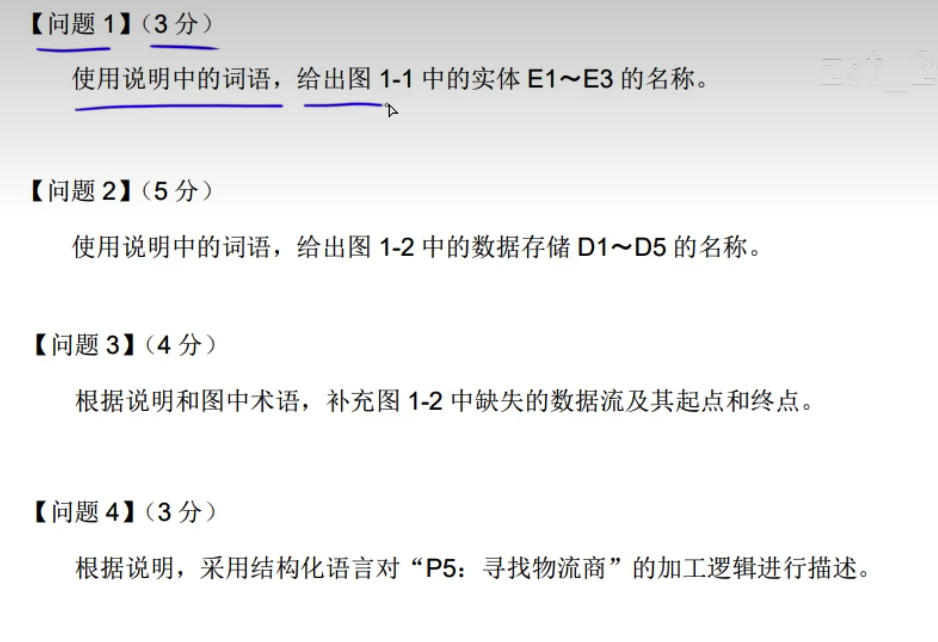 【问题 1】（3 分）
使用说明中的词语，给出图 1-1 中的实体 E1～E3 的名称。
【问题 2】（5 分）
使用说明中的词语，给出图 1-2 中的数据存储 D1～D5 的名称。
【问题 3】（4 分）
根据说明和图中术语，补充图 1-2 中缺失的数据流及其起点和终点。
【问题 4】（3 分）
根据说明，采用结构化语言对“P5：寻找物流商”的加工逻辑进行描述。